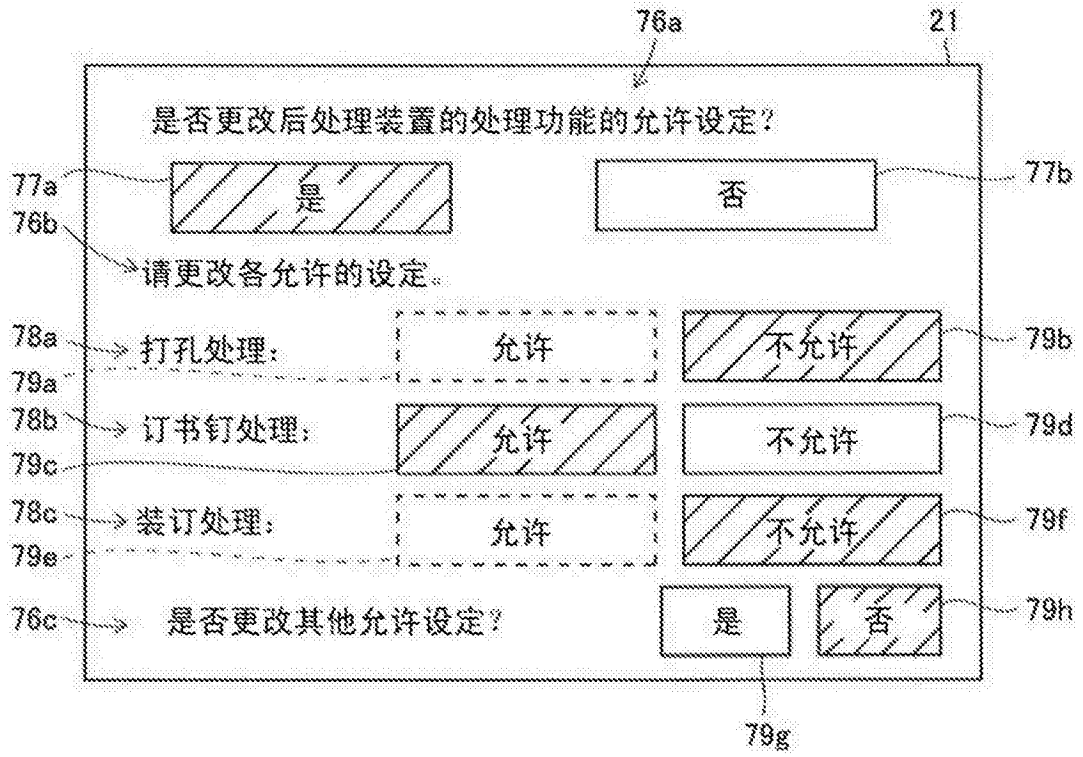 76a 21
是否更改后处理装置的处理功能的允许设定?
77a 是 否 77b
76b 请更改各允许的设定。
78a 打孔处理: 允许 不允许 79b
79a
78b 订书钉处理: 允许 不允许 79d
79c
78c 装订处理: 允许 不允许 79f
79e
76c 是否更改其他允许设定? 是 否 79h
79g